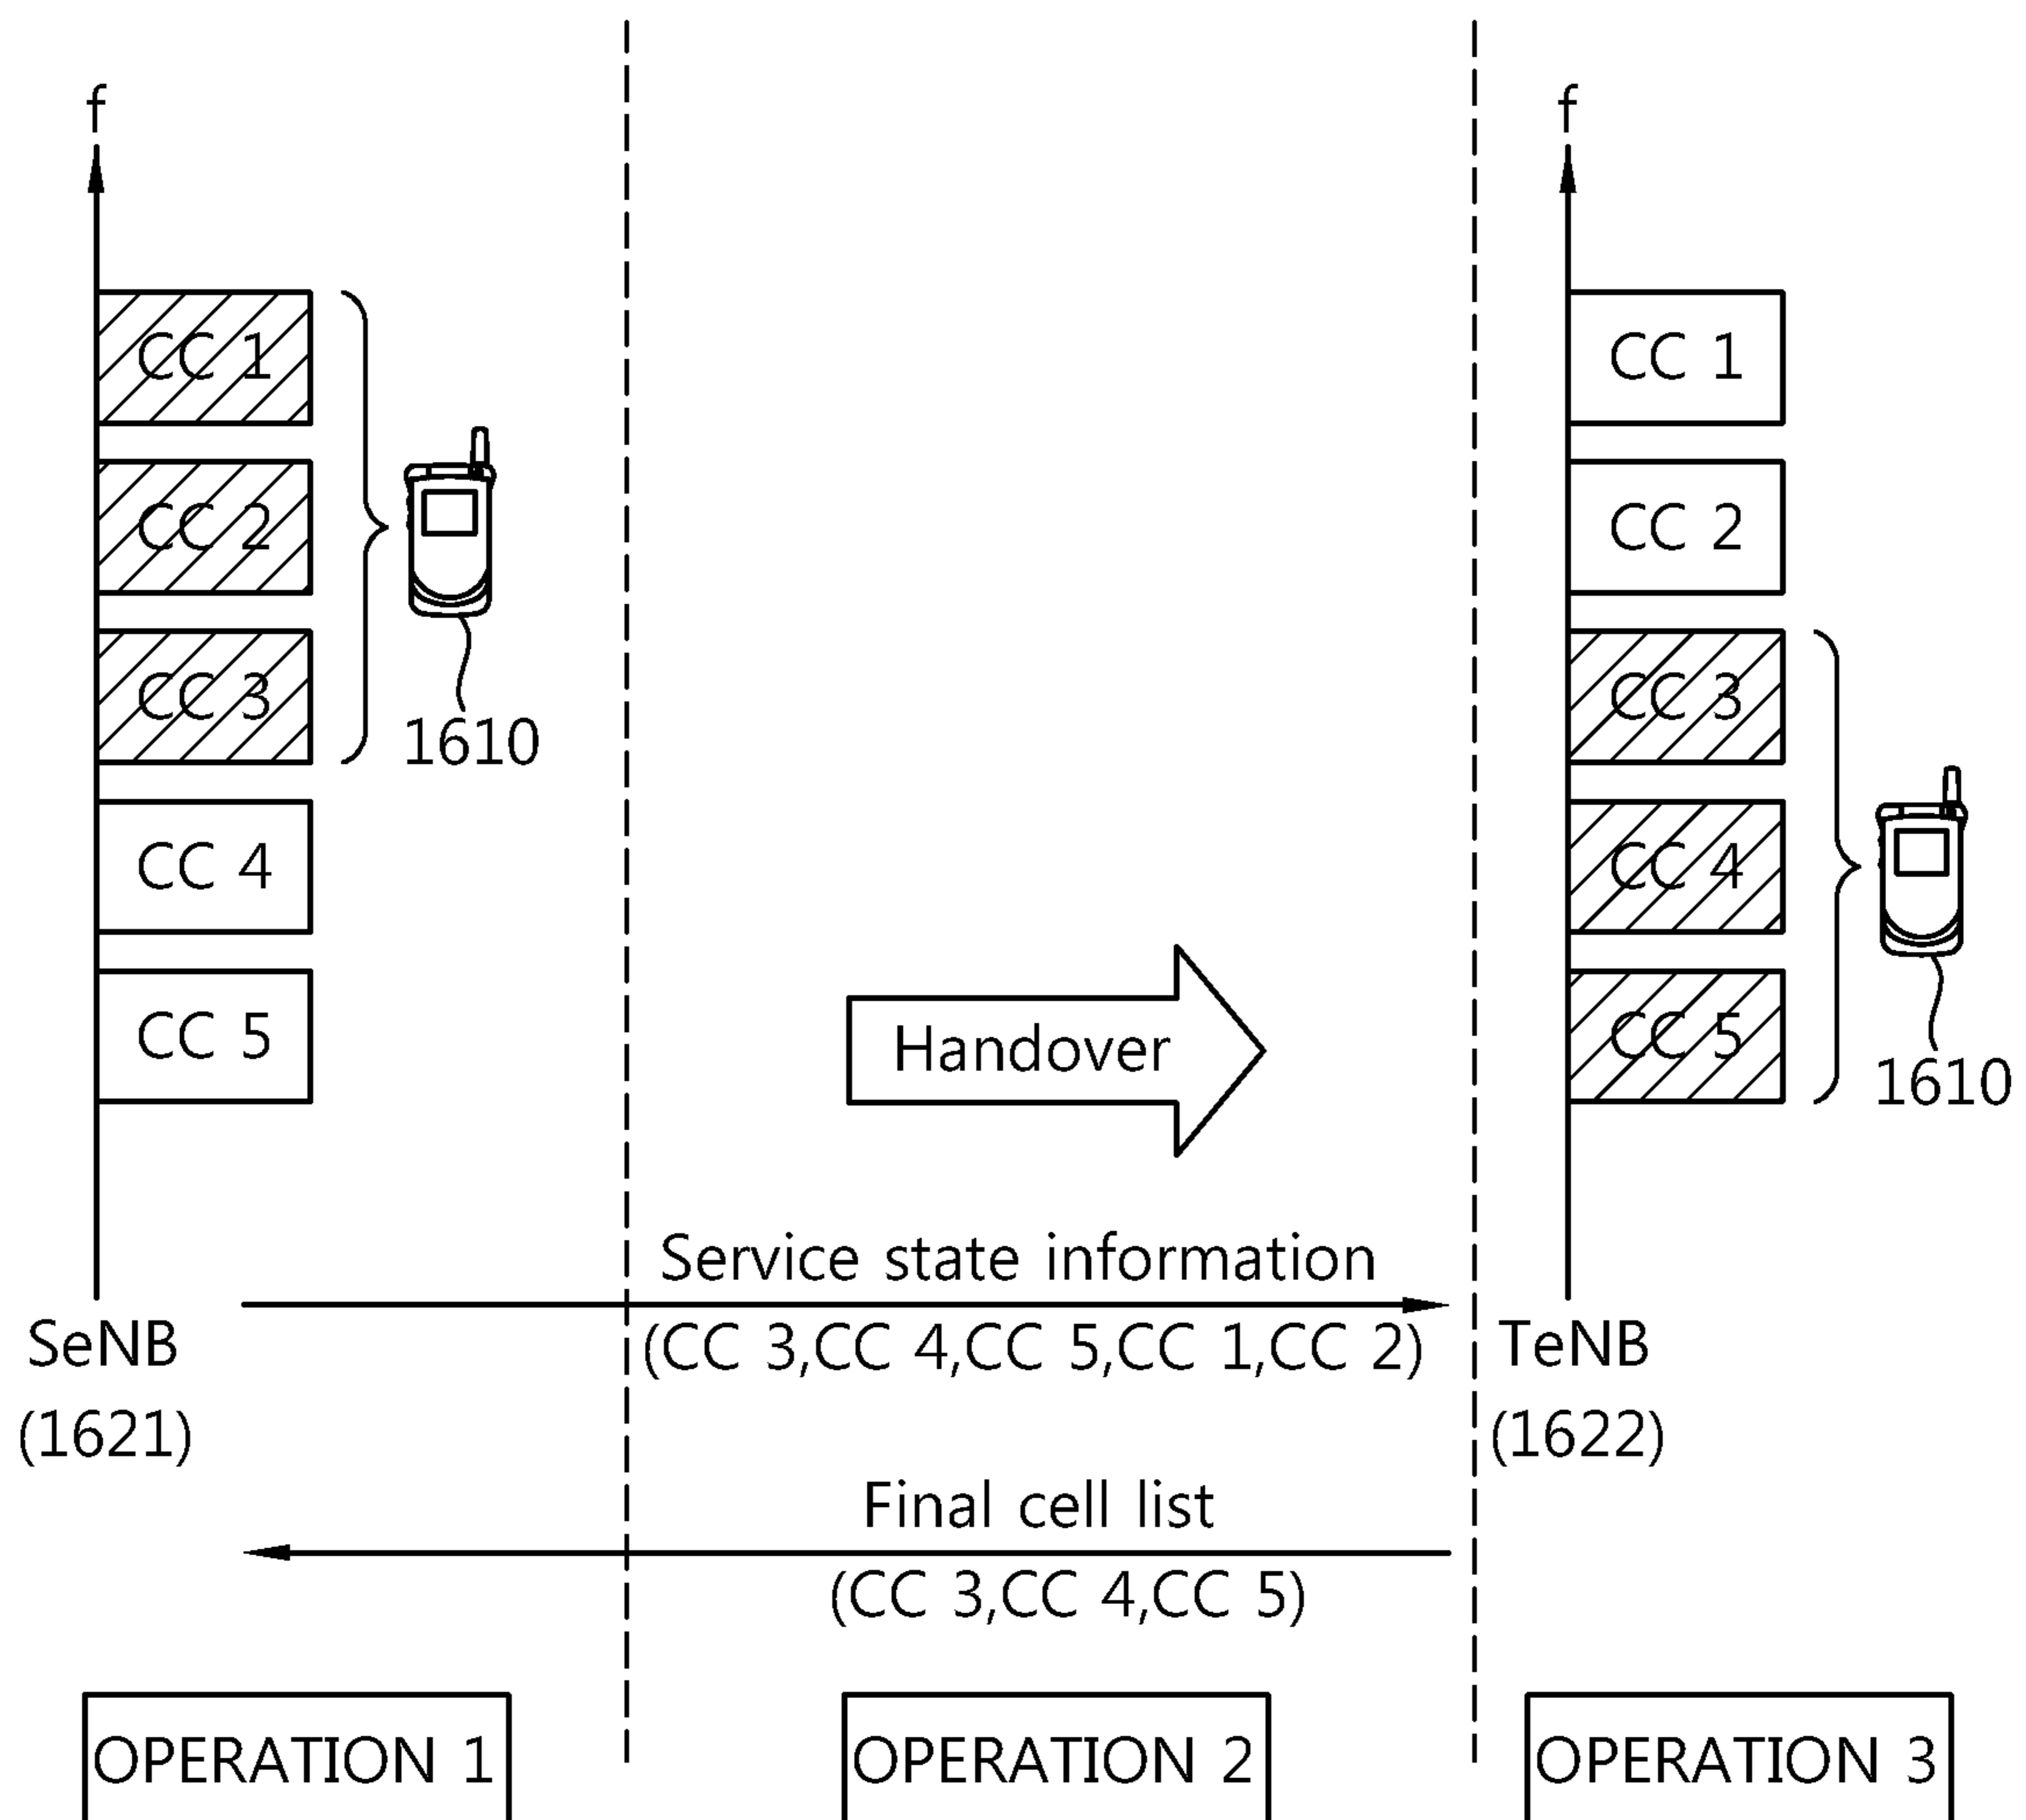 f
CC 1
CC 2
CC 3
CC 4
CC 5
1610
SeNB
(1621)
Handover
Service state information
(CC 3,CC 4,CC 5,CC 1,CC 2)
Final cell list
(CC 3,CC 4,CC 5)
f
CC 1
CC 2
CC 3
CC 4
CC 5
1610
TeNB
(1622)
OPERATION 1
OPERATION 2
OPERATION 3